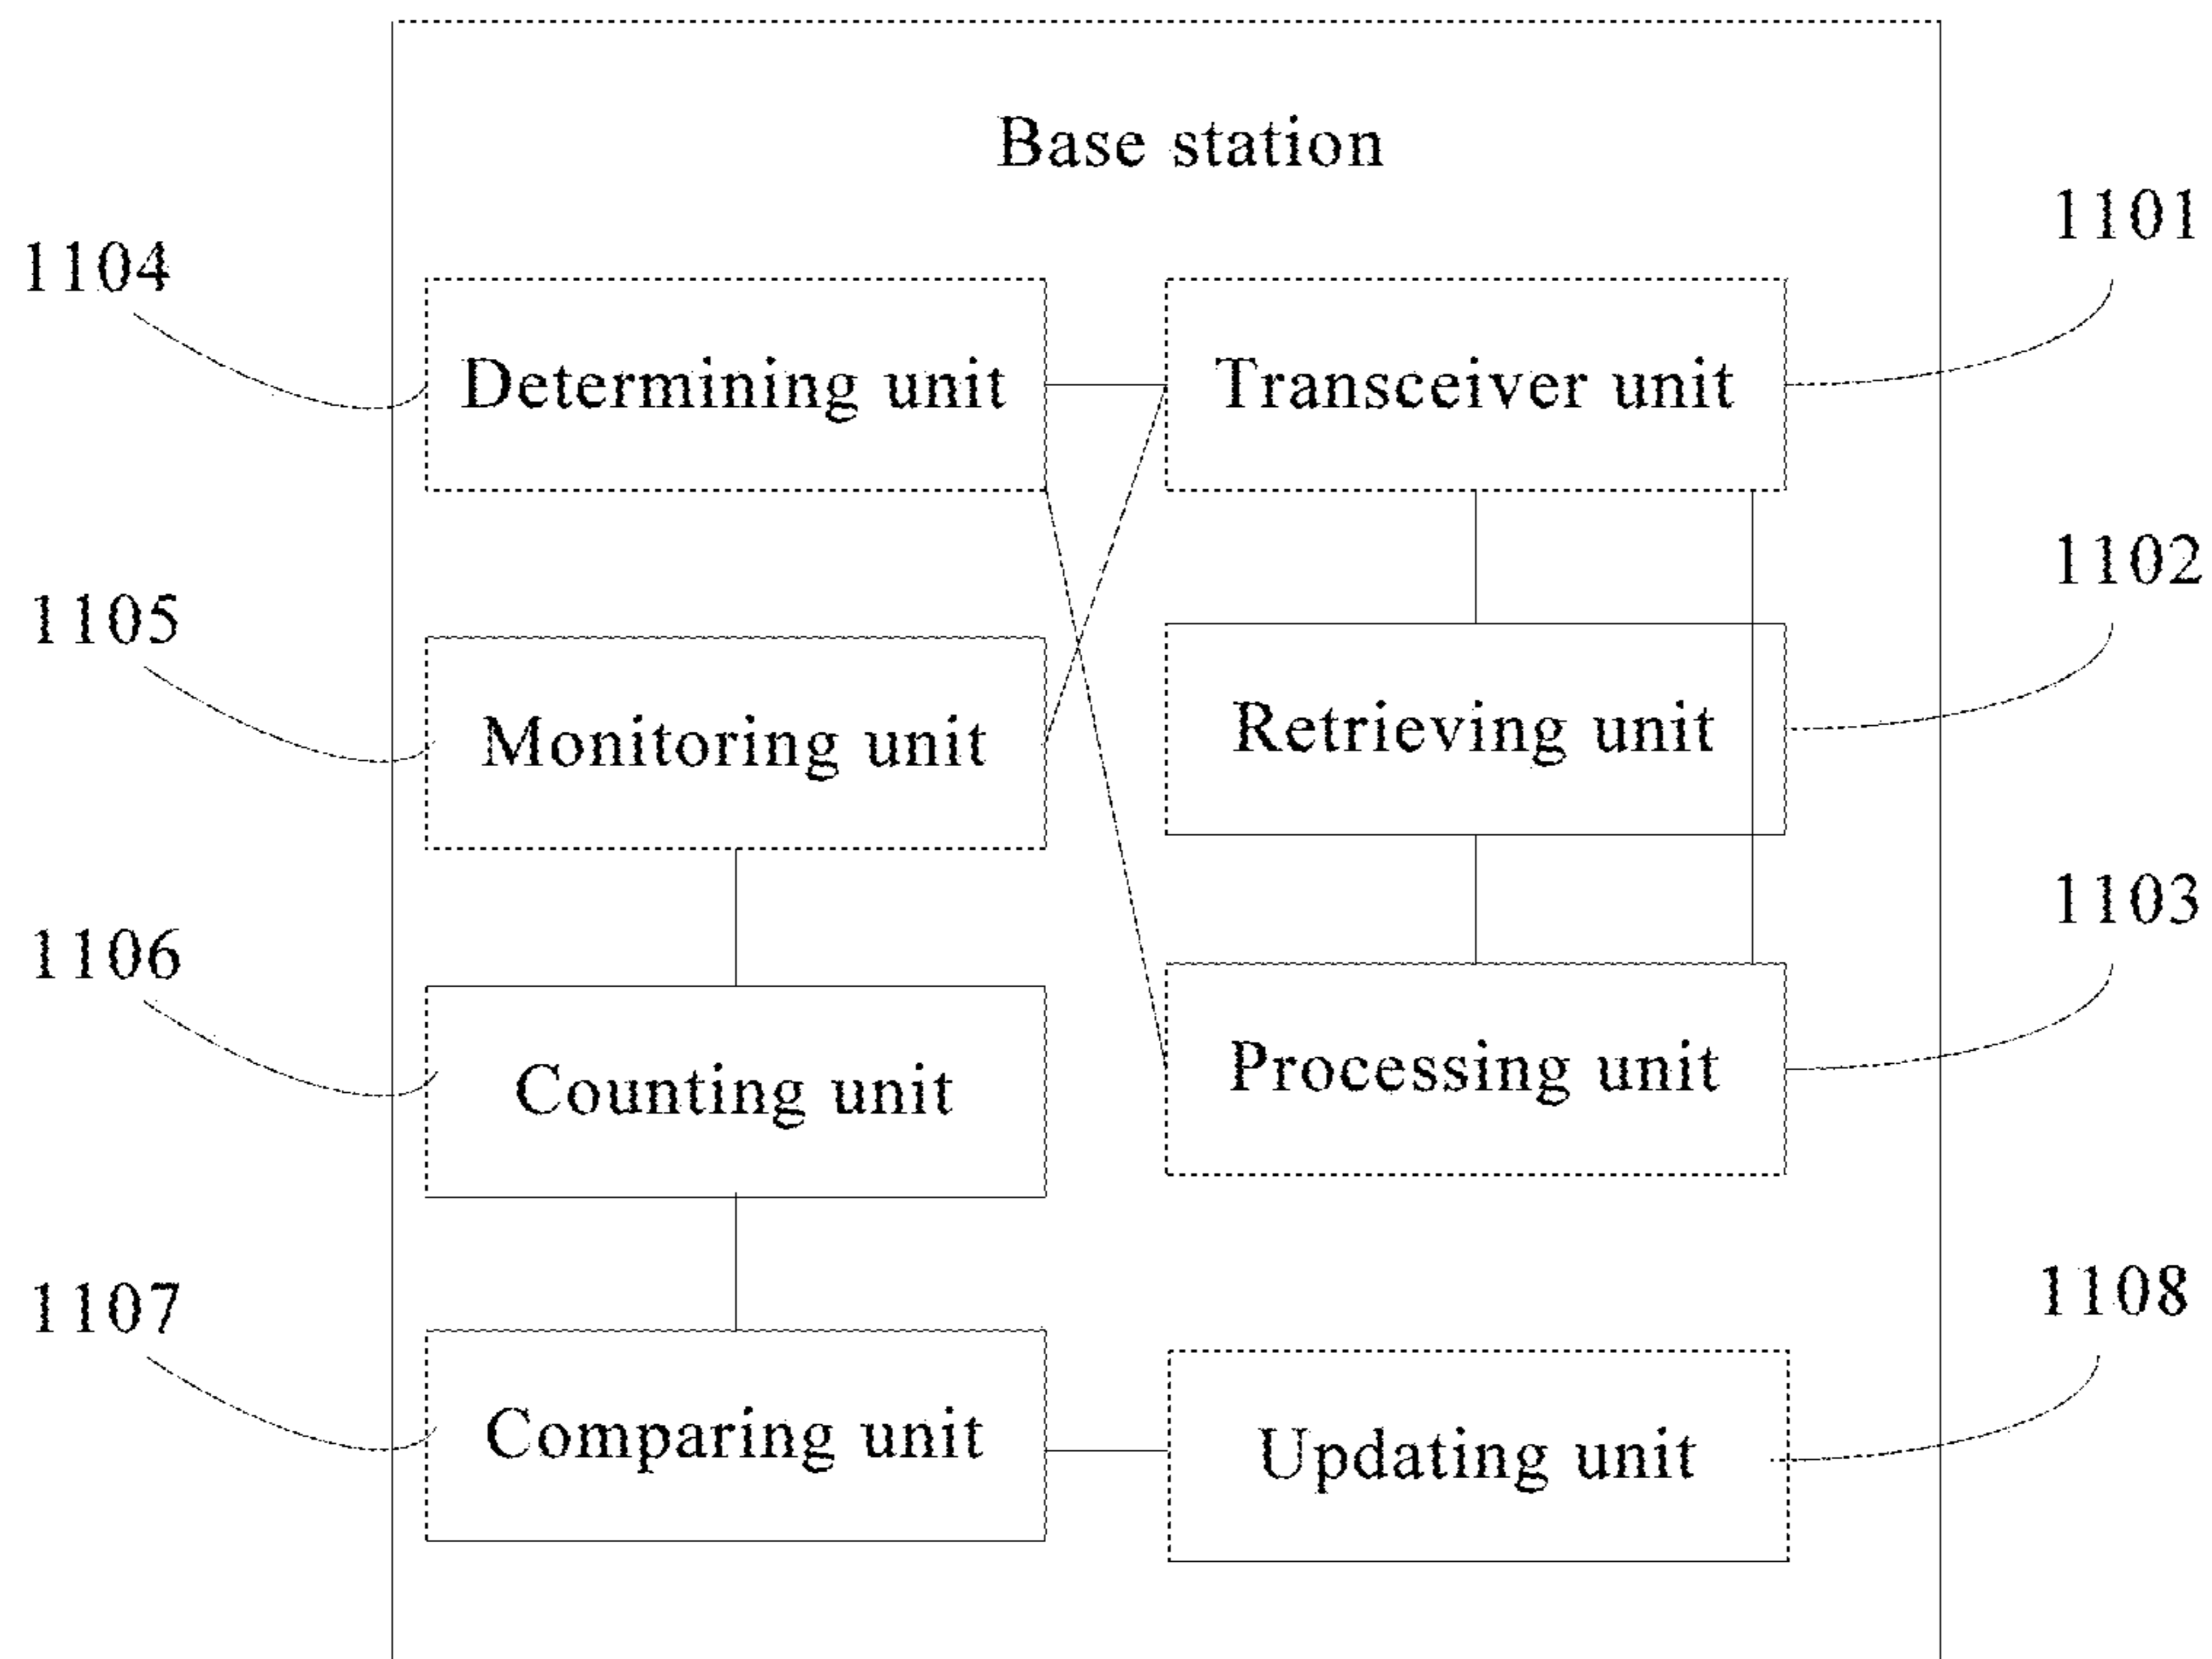 Base station
1101
1104
Determining unit
Transceiver unit
1102
1105
Monitoring unit
Retrieving unit
1103
1106
Counting unit
Processing unit
1107
1108
Comparing unit
Updating unit